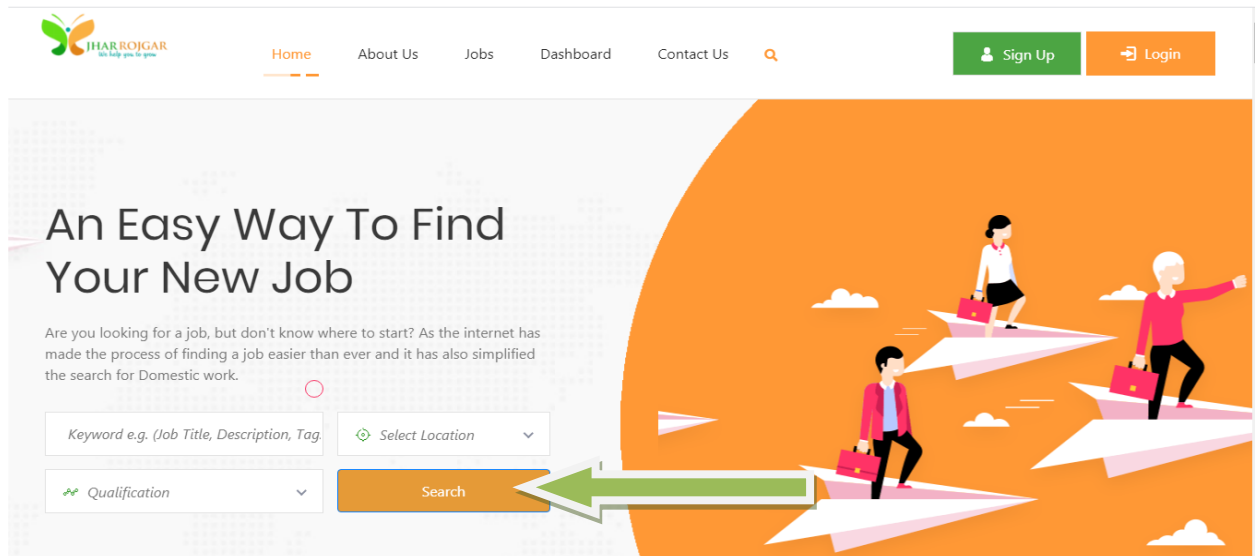 JHARROJGAR
We help you to grow
Home
About Us
Jobs
Dashboard
Contact Us
Sign Up
Login
An Easy Way To Find
Your New Job
Are you looking for a job, but don't know where to start? As the internet has
made the process of finding a job easier than ever and it has also simplified
the search for Domestic work.
Keyword e.g. (Job Title, Description, Tag.
Select Location
Qualification
Search